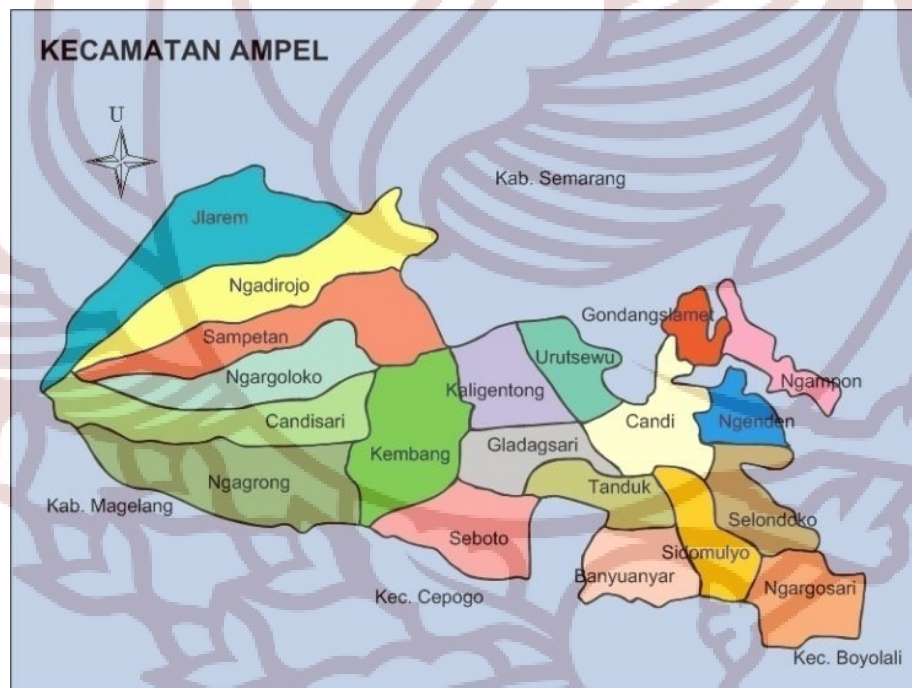 KECAMATAN AMPEL
U
Kab. Semarang
Jlarem
Ngadirojo
Gondangslamet
Sampetan
Urutsewu
Ngargoloko
Ngampon
Kaligentong
Candisari
Candi
Ngenden
Gladagsari
Kembang
Ngagrong
Tanduk
Kab. Magelang
Selondoko
Seboto
Sidomulyo
Banyuanyar
Ngargosari
Kec. Cepogo
Kec. Boyolali